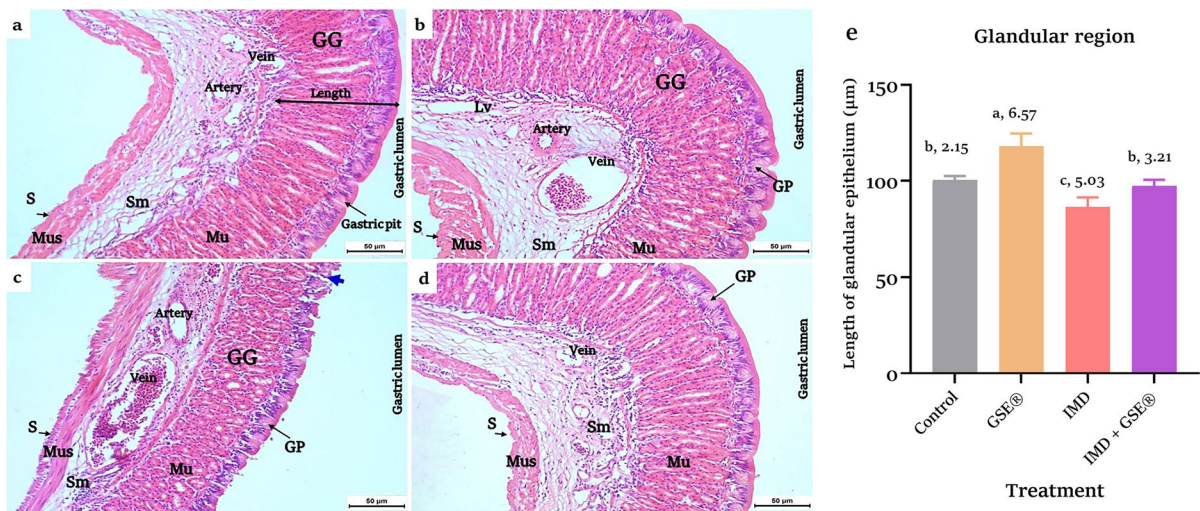 a
GG
Vein
Artery
Length
Gastric lumen
Sm
S
Mus
Mu
Gastric pit
50 µm
b
GG
Lv
Artery
Vein
Gastric lumen
GP
S
Mus
Sm
Mu
50 µm
c
Artery
GG
Vein
Gastric lumen
S
Mus
GP
Mu
Sm
50 µm
d
GP
Vein
Gastric lumen
Sm
S
Mus
Mu
50 µm
e
Glandular region
Length of glandular epithelium (µm)
150
100
50
0
b, 2.15
a, 6.57
c, 5.03
b, 3.21
Control
GSE®
IMD
IMD + GSE®
Treatment